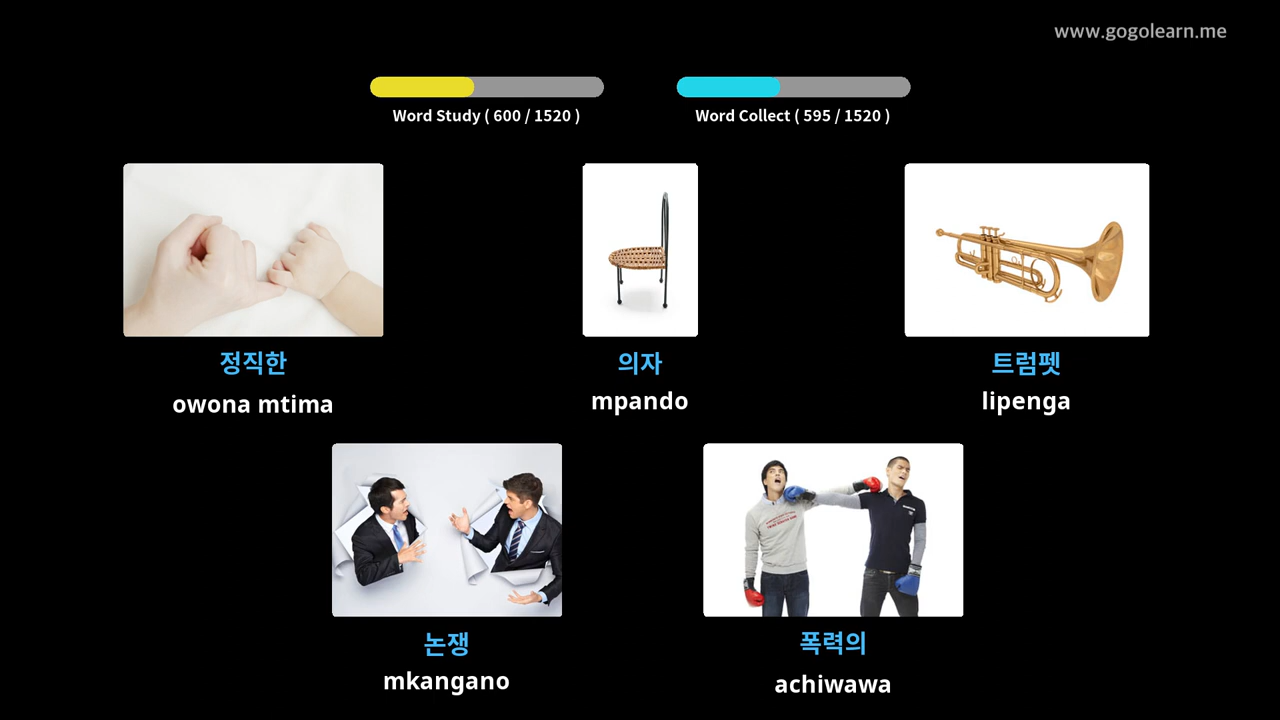 www.gogolearn.me
Word Study ( 600 / 1520 )
Word Collect ( 595 / 1520 )
정직한
owona mtima
의자
mpando
트럼펫
lipenga
논쟁
mkangano
폭력의
achiwawa